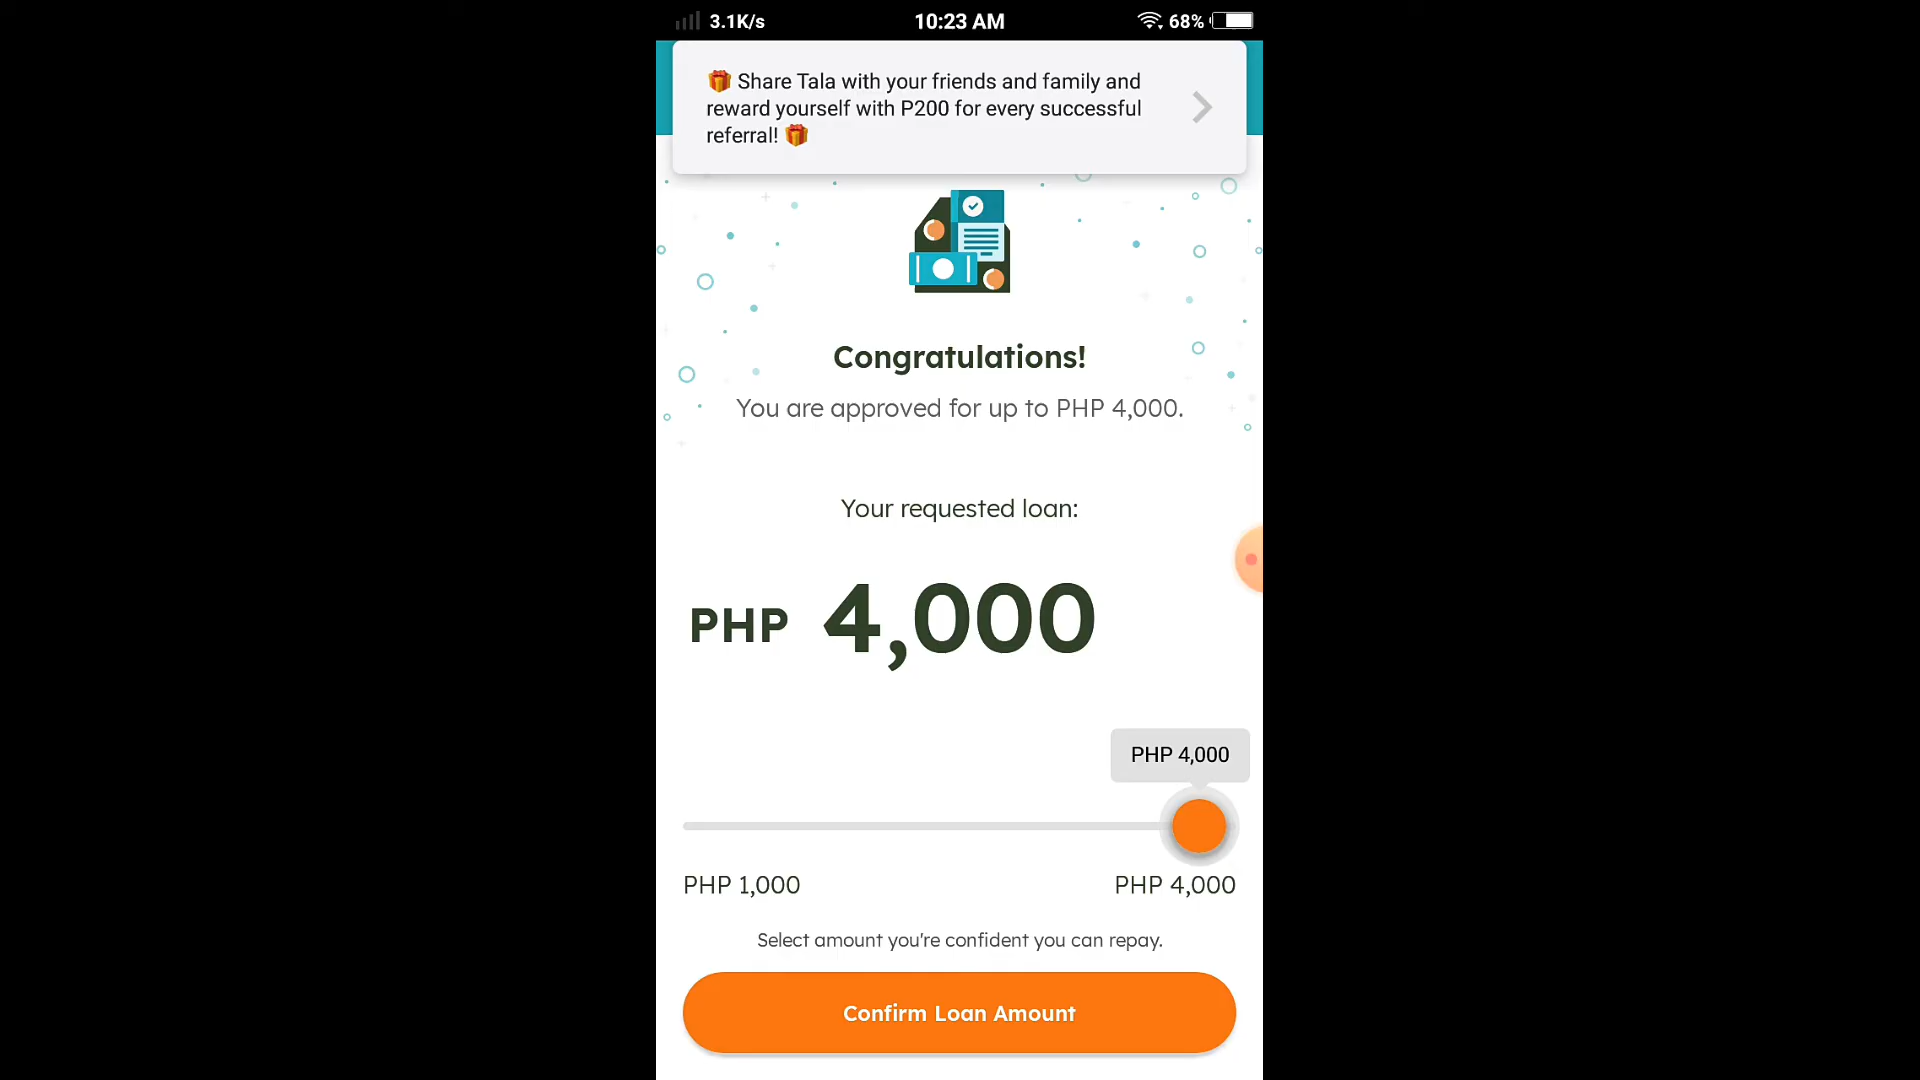 3.1K/s 10:23 AM 68%
🎁 Share Tala with your friends and family and
reward yourself with P200 for every successful
referral! 🎁
Congratulations!
You are approved for up to PHP 4,000.
Your requested loan:
PHP 4,000
PHP 4,000
PHP 1,000 PHP 4,000
Select amount you're confident you can repay.
Confirm Loan Amount